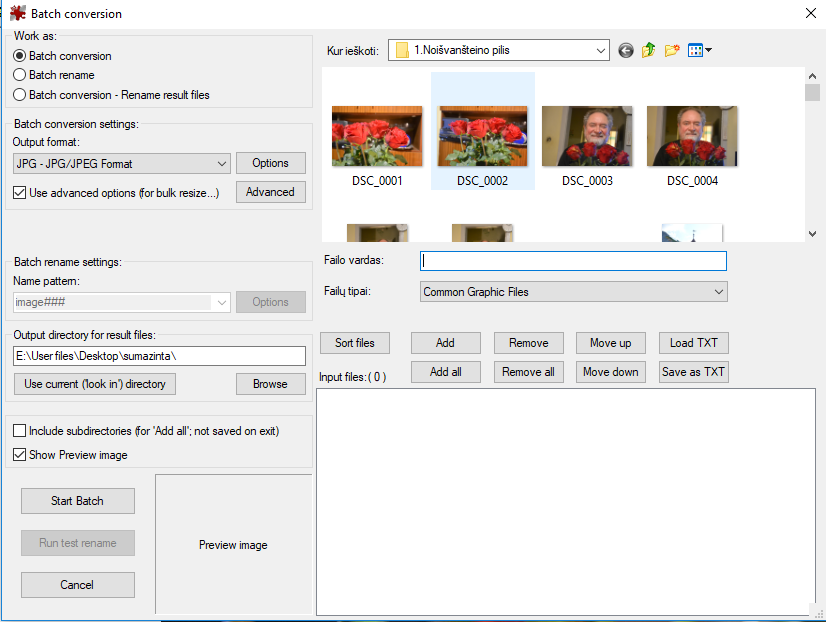 Batch conversion
Work as:
Batch conversion
Batch rename
Batch conversion - Rename result files
Batch conversion settings:
Output format:
JPG - JPG/JPEG Format
Options
Use advanced options (for bulk resize...)
Advanced
Batch rename settings:
Name pattern:
image###
Options
Output directory for result files:
E:\User files\Desktop\sumazinta\
Use current ('look in') directory
Browse
Include subdirectories (for 'Add all'; not saved on exit)
Show Preview image
Start Batch
Run test rename
Cancel
Preview image
Kur ieškoti:
1.Noišvanšteino pilis
DSC_0001
DSC_0002
DSC_0003
DSC_0004
Failo vardas:
Failų tipai:
Common Graphic Files
Sort files
Add
Remove
Move up
Load TXT
Input files: ( 0 )
Add all
Remove all
Move down
Save as TXT